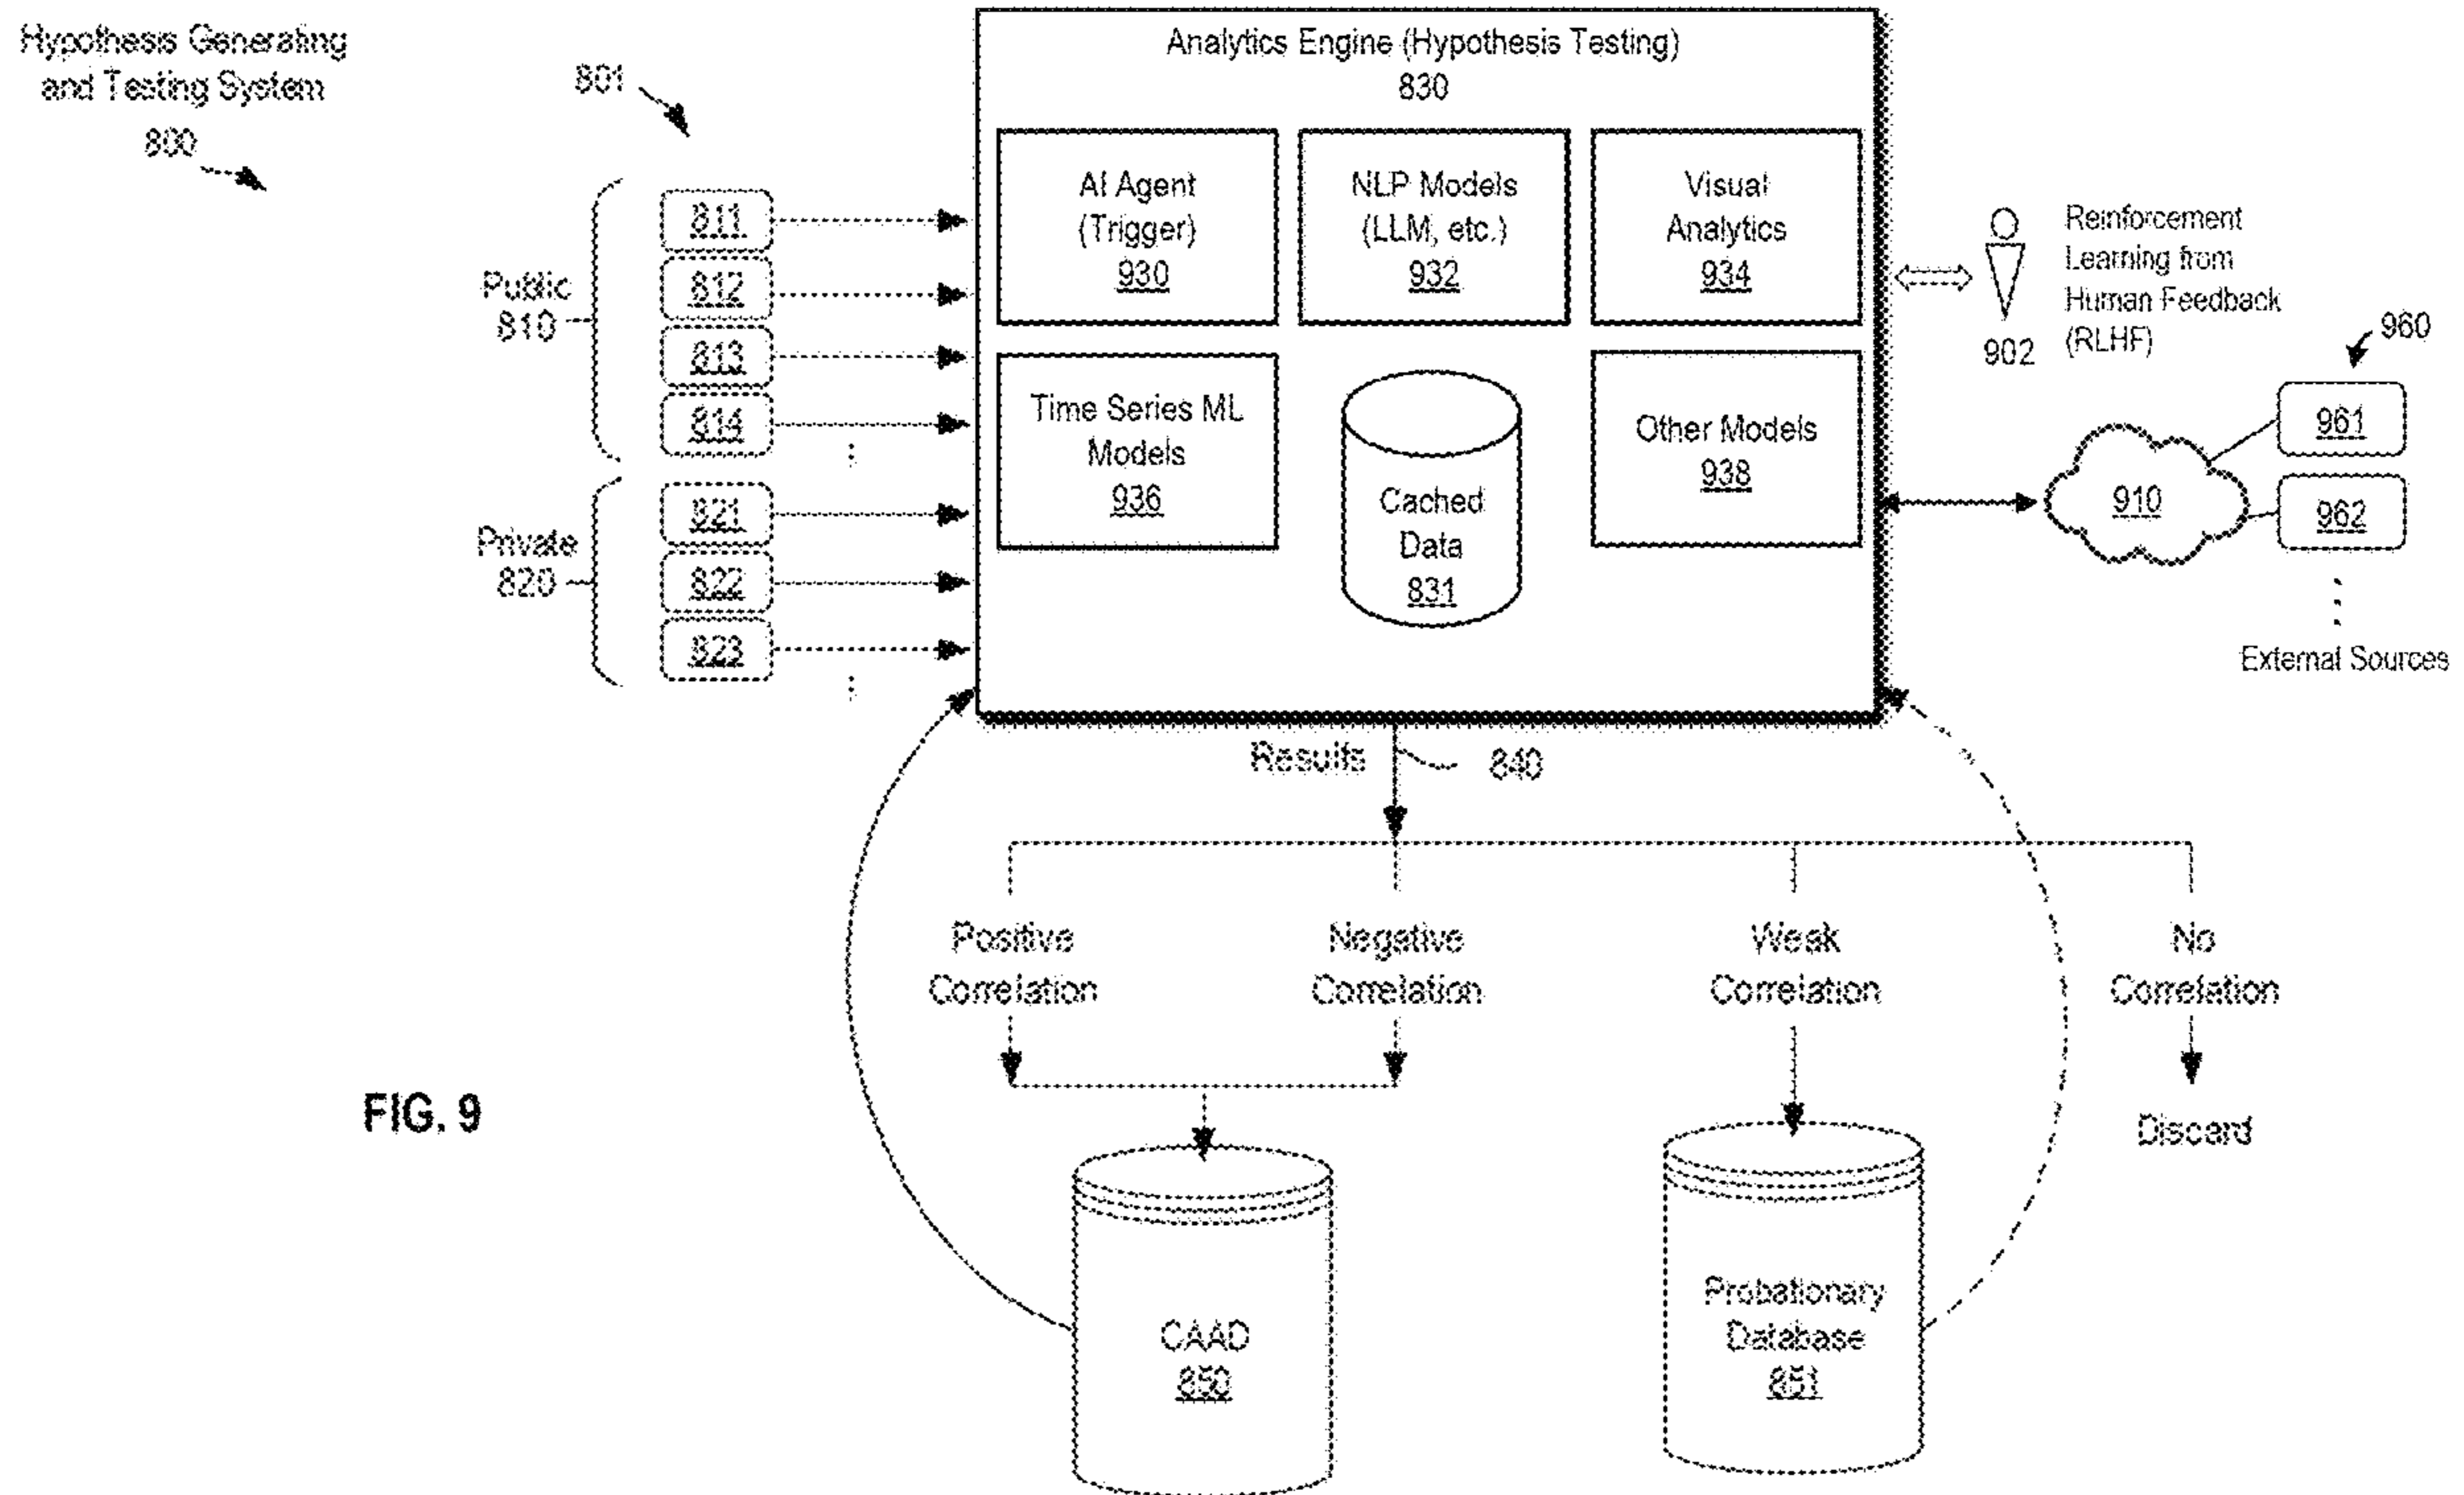 Hypothesis Generating
and Testing System
800
801
Public
810
811
812
813
814
Private
820
821
822
823
Analytics Engine (Hypothesis Testing)
830
AI Agent
(Trigger)
930
NLP Models
(LLM, etc.)
932
Visual
Analytics
934
Time Series ML
Models
936
Cached
Data
831
Other Models
938
Reinforcement
Learning from
Human Feedback
(RLHF)
902
960
961
910
962
External Sources
Results
840
Positive
Correlation
Negative
Correlation
Weak
Correlation
No
Correlation
Discard
FIG. 9
CAAD
850
Probationary
Database
851